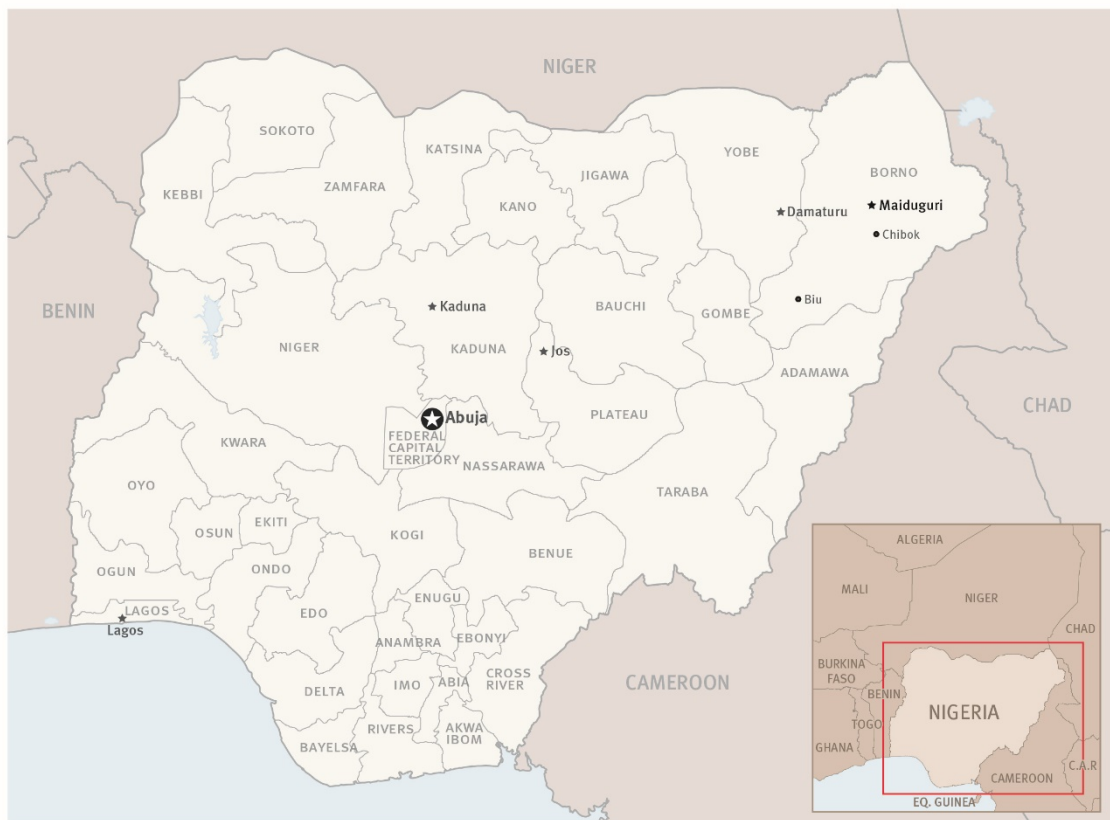 NIGER
SOKOTO
KATSINA
YOBE
JIGAWA
BORNO
KEBBI
ZAMFARA
KANO
Maiduguri
Damaturu
Chibok
Biu
BENIN
Kaduna
BAUCHI
GOMBE
NIGER
KADUNA
Jos
ADAMAWA
CHAD
Abuja
PLATEAU
FEDERAL
CAPITAL
TERRITORY
KWARA
NASSARAWA
OYO
TARABA
EKITI
OSUN
KOGI
BENUE
OGUN
ONDO
ENUGU
LAGOS
EDO
Lagos
ANAMBRA
EBONYI
CROSS
RIVER
ABIA
IMO
DELTA
CAMEROON
RIVERS
AKWA
IBOM
BAYELSA
ALGERIA
MALI
NIGER
CHAD
BURKINA
FASO
BENIN
NIGERIA
TOGO
GHANA
C.A.R
CAMEROON
EQ. GUINEA